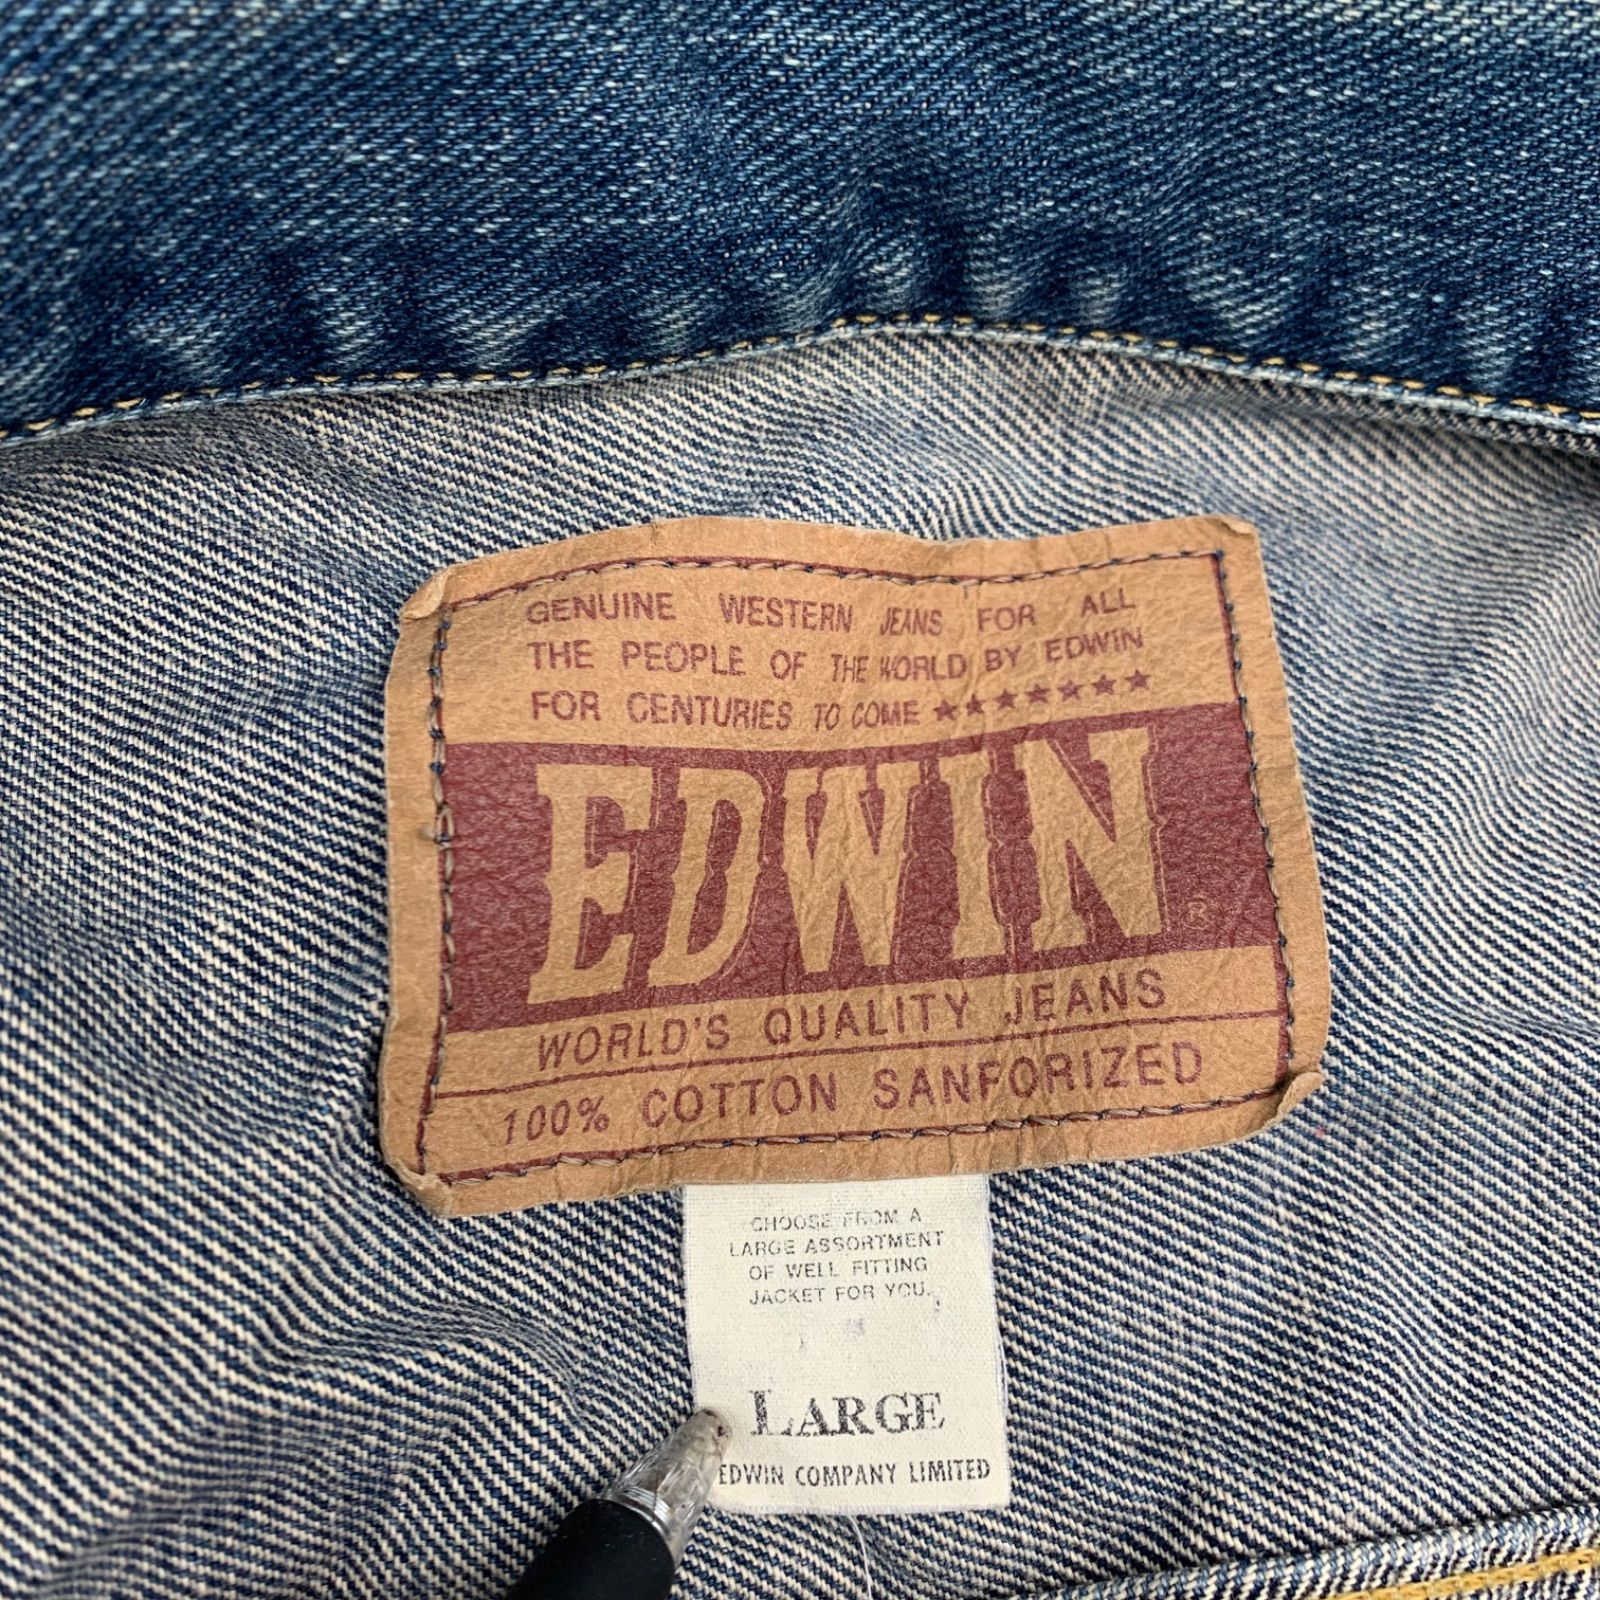 GENUINE WESTERN JEANS FOR ALL
THE PEOPLE OF THE WORLD BY EDWIN
FOR CENTURIES TO COME ★★★★★★★
EDWIN ®
WORLD'S QUALITY JEANS
100% COTTON SANFORIZED
CHOOSE FROM A
LARGE ASSORTMENT
OF WELL FITTING
JACKET FOR YOU.
LARGE
EDWIN COMPANY LIMITED